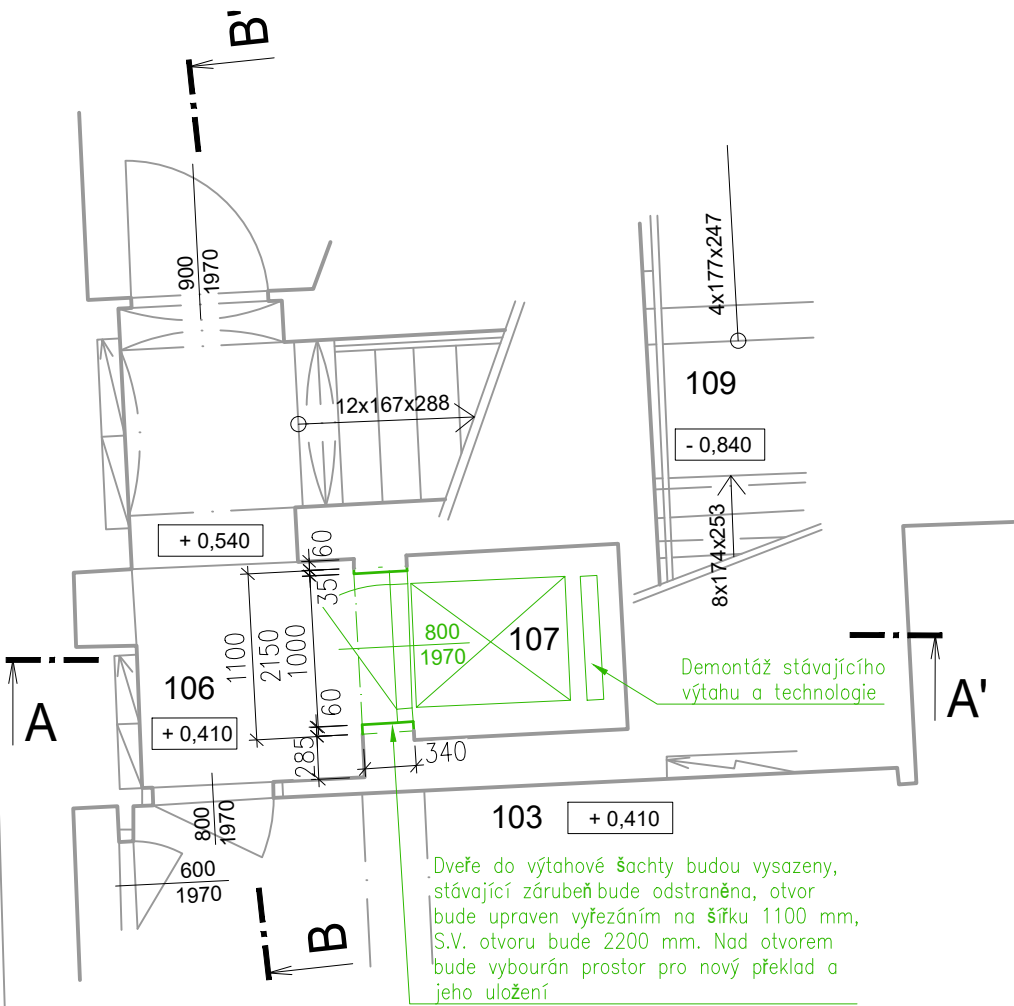 B'
900
1970
4x177x247
12x167x288
109
- 0,840
8x174x253
+ 0,540
60
35
1100
2150
1000
800
1970
107
106
+ 0,410
60
285
340
Demontáž stávajícího
výtahu a technologie
A
A'
800
1970
103
+ 0,410
600
1970
B
Dveře do výtahové šachty budou vysazeny,
stávající zárubeň bude odstraněna, otvor
bude upraven vyřezáním na šířku 1100 mm,
S.V. otvoru bude 2200 mm. Nad otvorem
bude vybourán prostor pro nový překlad a
jeho uložení